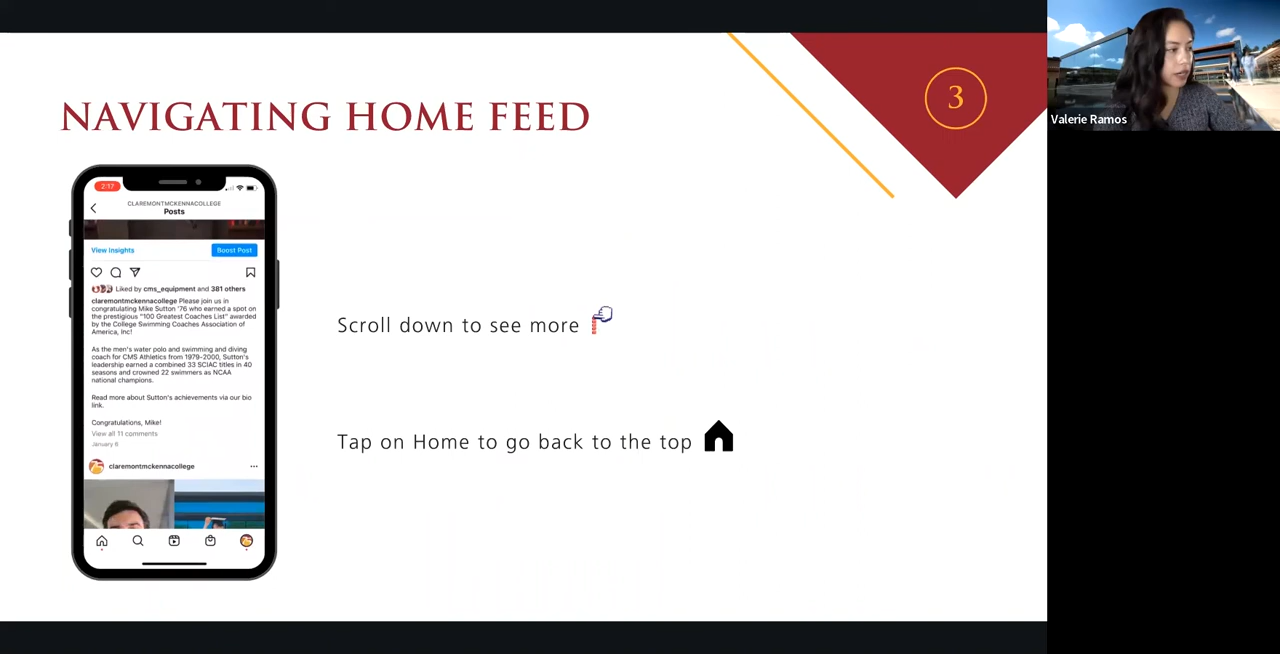 NAVIGATING HOME FEED
3
Valerie Ramos
2:17
CLAREMONTMCKENNACOLLEGE
Posts
View Insights
Boost Post
Liked by cms_equipment and 381 others
claremontmckennacollege Please join us in
congratulating Mike Sutton '76 who earned a spot on
the prestigious "100 Greatest Coaches List" awarded
by the College Swimming Coaches Association of
America, Inc!
As the men's water polo and swimming and diving
coach for CMS Athletics from 1979-2000, Sutton's
leadership earned a combined 33 SCIAC titles in 40
seasons and crowned 22 swimmers as NCAA
national champions.
Read more about Sutton's achievements via our bio
link.
Congratulations, Mike!
View all 11 comments
January 6
claremontmckennacollege
Scroll down to see more
Tap on Home to go back to the top